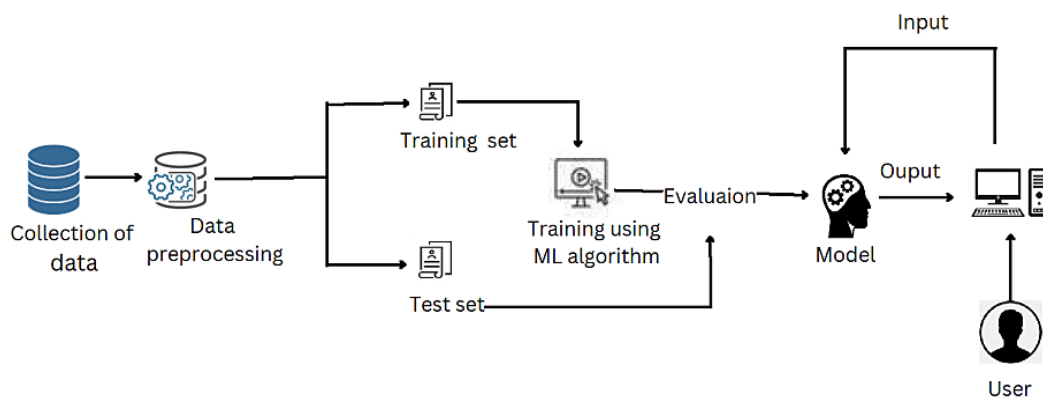 Input
Training  set
Evaluaion
Ouput
Collection of
data
Data
preprocessing
Training using
ML algorithm
Model
Test set
User